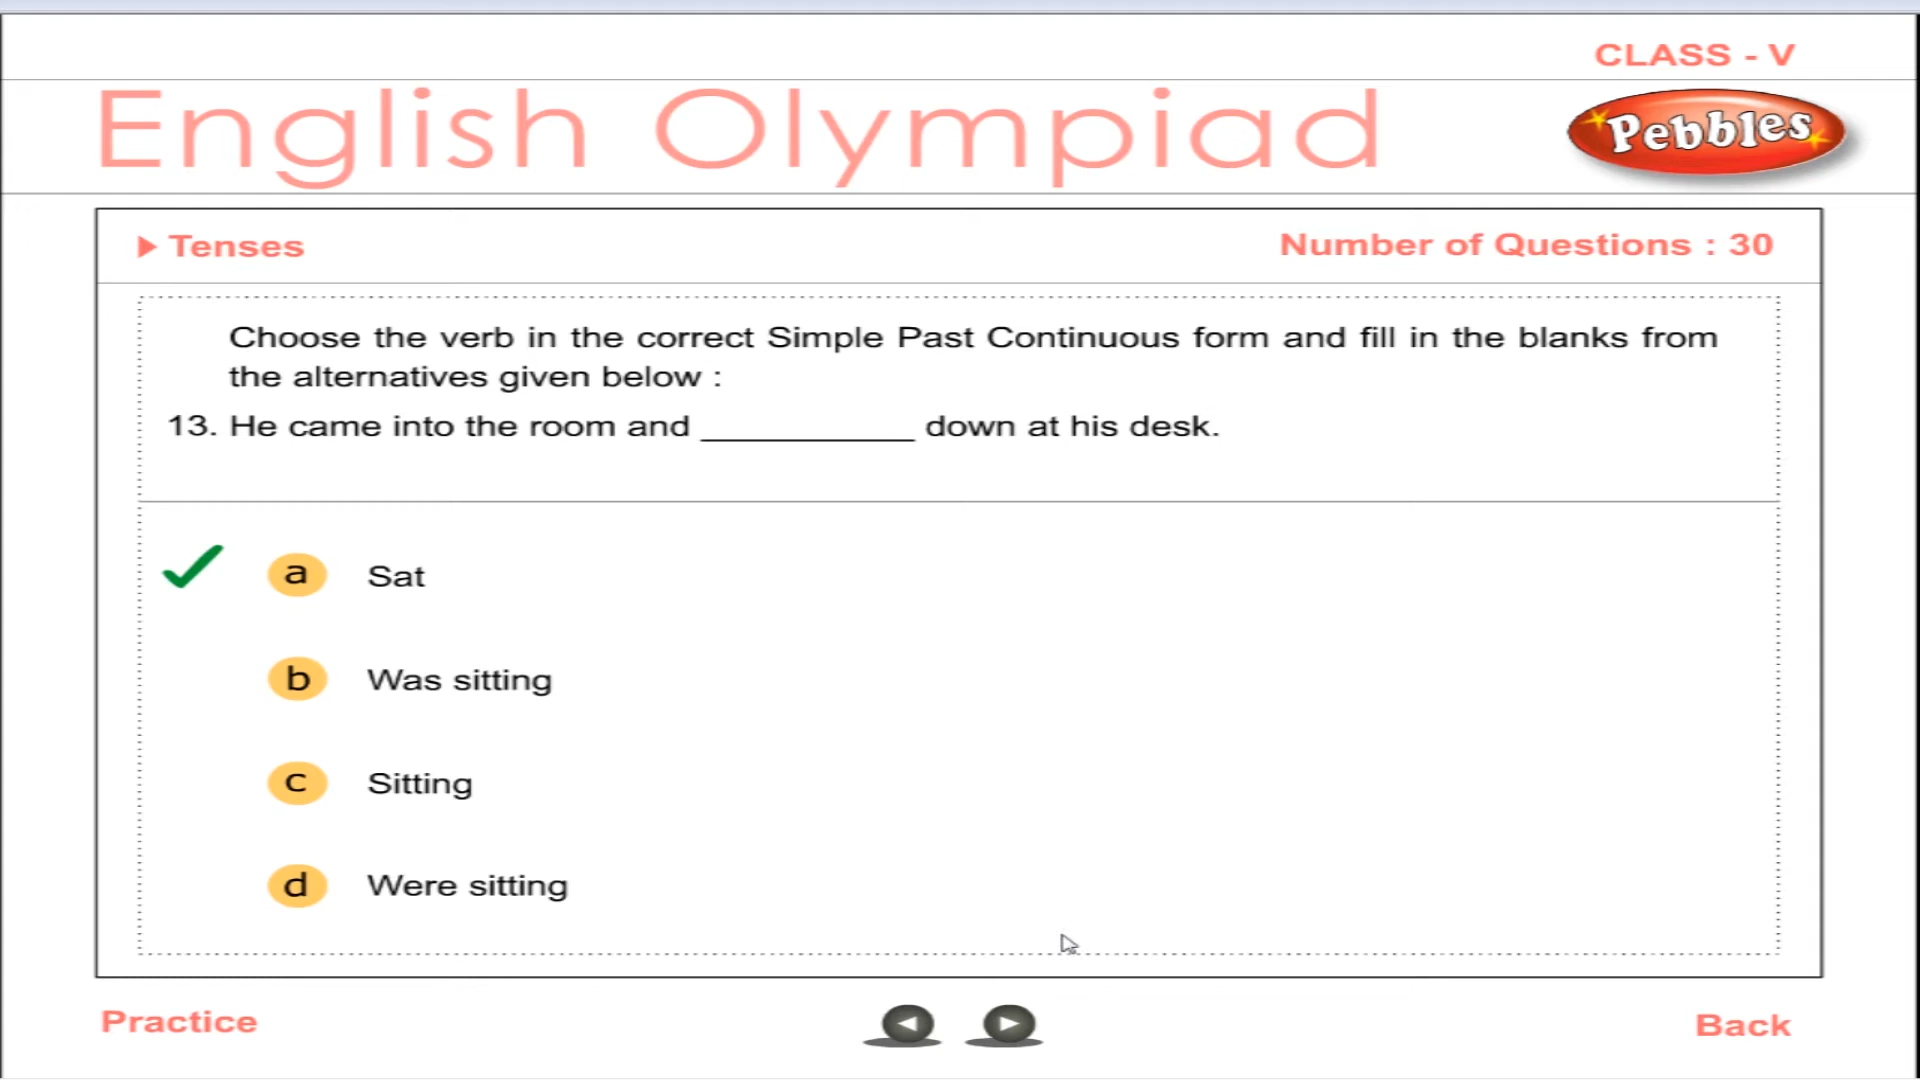 CLASS - V
English Olympiad
Pebbles
Tenses
Number of Questions : 30
Choose the verb in the correct Simple Past Continuous form and fill in the blanks from
the alternatives given below :
13. He came into the room and ____________ down at his desk.
a Sat
b Was sitting
c Sitting
d Were sitting
Practice
Back